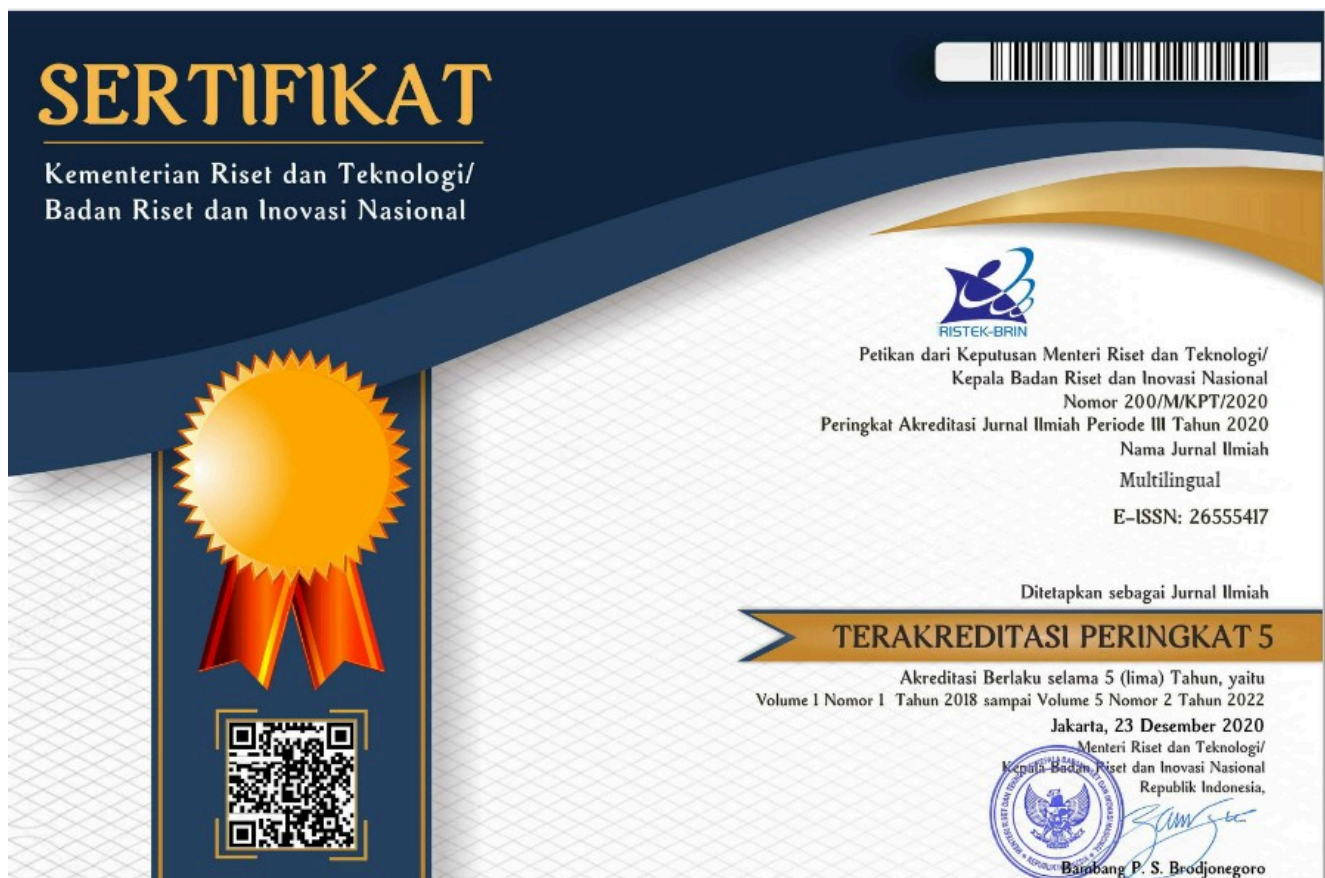 SERTIFIKAT
Kementerian Riset dan Teknologi/
Badan Riset dan Inovasi Nasional
RISTEK-BRIN
Petikan dari Keputusan Menteri Riset dan Teknologi/
Kepala Badan Riset dan Inovasi Nasional
Nomor 200/M/KPT/2020
Peringkat Akreditasi Jurnal Ilmiah Periode III Tahun 2020
Nama Jurnal Ilmiah
Multilingual
E-ISSN: 26555417
Ditetapkan sebagai Jurnal Ilmiah
TERAKREDITASI PERINGKAT 5
Akreditasi Berlaku selama 5 (lima) Tahun, yaitu
Volume 1 Nomor 1 Tahun 2018 sampai Volume 5 Nomor 2 Tahun 2022
Jakarta, 23 Desember 2020
Menteri Riset dan Teknologi/
Kepala Badan Riset dan Inovasi Nasional
Republik Indonesia,
Bambang P. S. Brodjonegoro